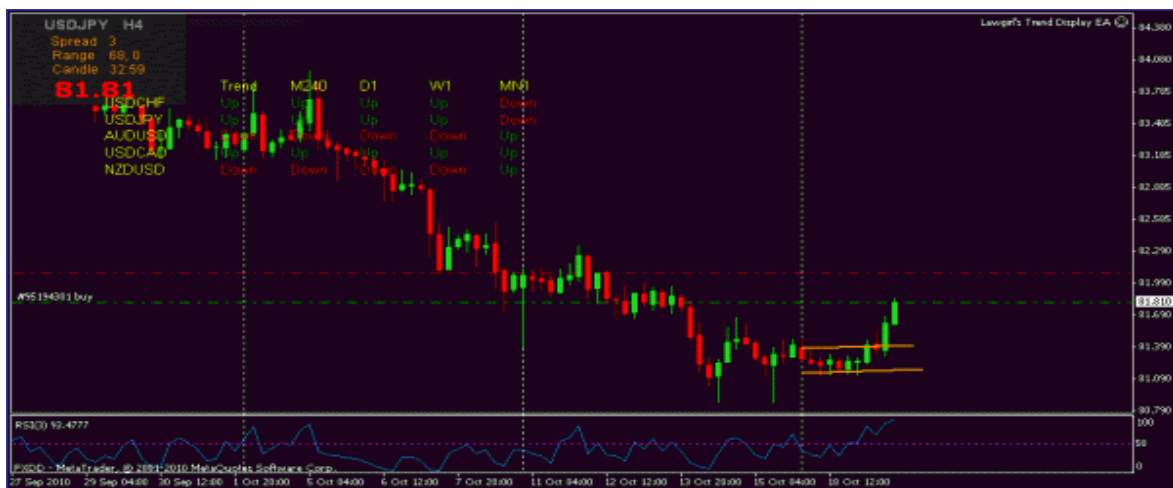 USDJPY H4
Lawgirl's Trend Display EA
Spread 3
Range 68, 0
Candle 32:59
81.81
Trend M240 D1 W1 MN1
USDCHF Up Up Up Up Down
USDJPY Up Up Up Up Down
AUDUSD Down Down Down Down Up
USDCAD Up Up Up Up Up
NZDUSD Down Down Down Down Up
84.380
84.080
83.785
83.485
83.185
82.885
82.585
82.290
81.990
#95194301 buy
81.810
81.690
81.390
81.090
80.790
RSI(3) 93.4777
100
50
0
FXDD - MetaTrader, © 2001-2010 MetaQuotes Software Corp.
27 Sep 2010 29 Sep 04:00 30 Sep 12:00 1 Oct 20:00 5 Oct 04:00 6 Oct 12:00 7 Oct 20:00 11 Oct 04:00 12 Oct 12:00 13 Oct 20:00 15 Oct 04:00 18 Oct 12:00